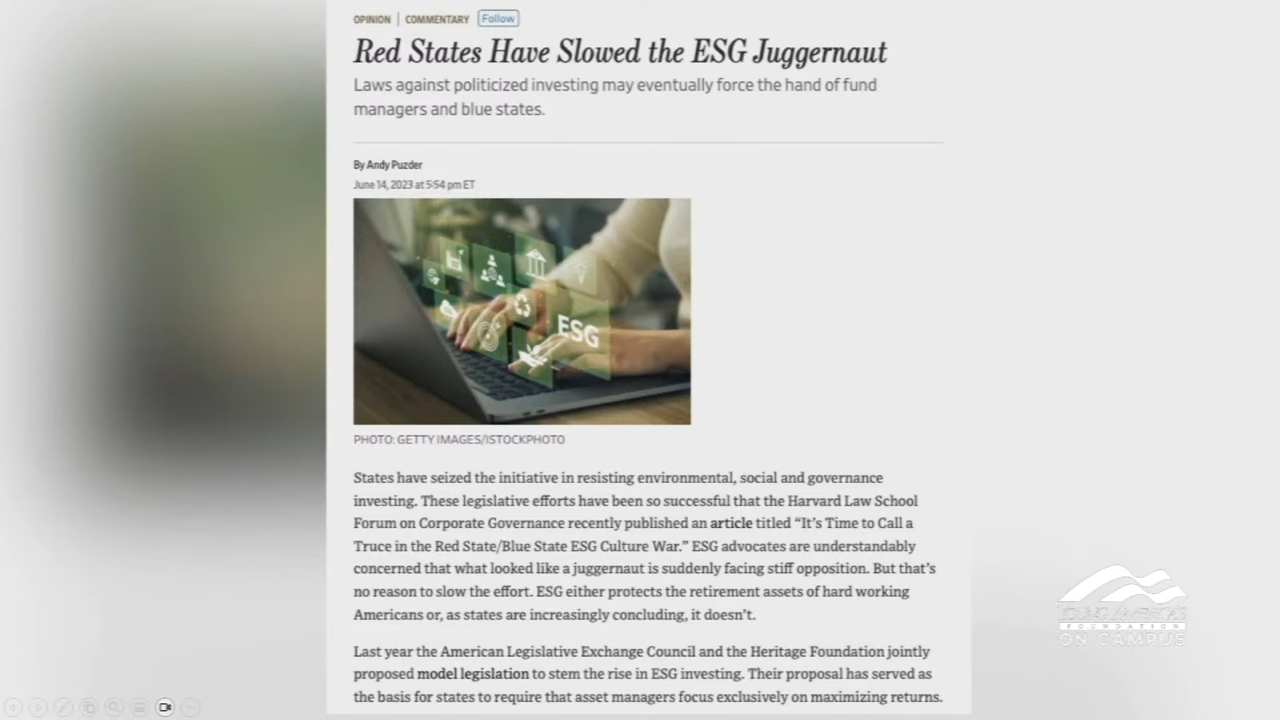 OPINION | COMMENTARY Follow
Red States Have Slowed the ESG Juggernaut
Laws against politicized investing may eventually force the hand of fund
managers and blue states.
By Andy Puzder
June 14, 2023 at 5:54 pm ET
ESG
PHOTO: GETTY IMAGES/ISTOCKPHOTO
States have seized the initiative in resisting environmental, social and governance
investing. These legislative efforts have been so successful that the Harvard Law School
Forum on Corporate Governance recently published an article titled “It’s Time to Call a
Truce in the Red State/Blue State ESG Culture War.” ESG advocates are understandably
concerned that what looked like a juggernaut is suddenly facing stiff opposition. But that’s
no reason to slow the effort. ESG either protects the retirement assets of hard working
Americans or, as states are increasingly concluding, it doesn’t.
Last year the American Legislative Exchange Council and the Heritage Foundation jointly
proposed model legislation to stem the rise in ESG investing. Their proposal has served as
the basis for states to require that asset managers focus exclusively on maximizing returns.
YOUNG AMERICA'S
FOUNDATION
ON CAMPUS